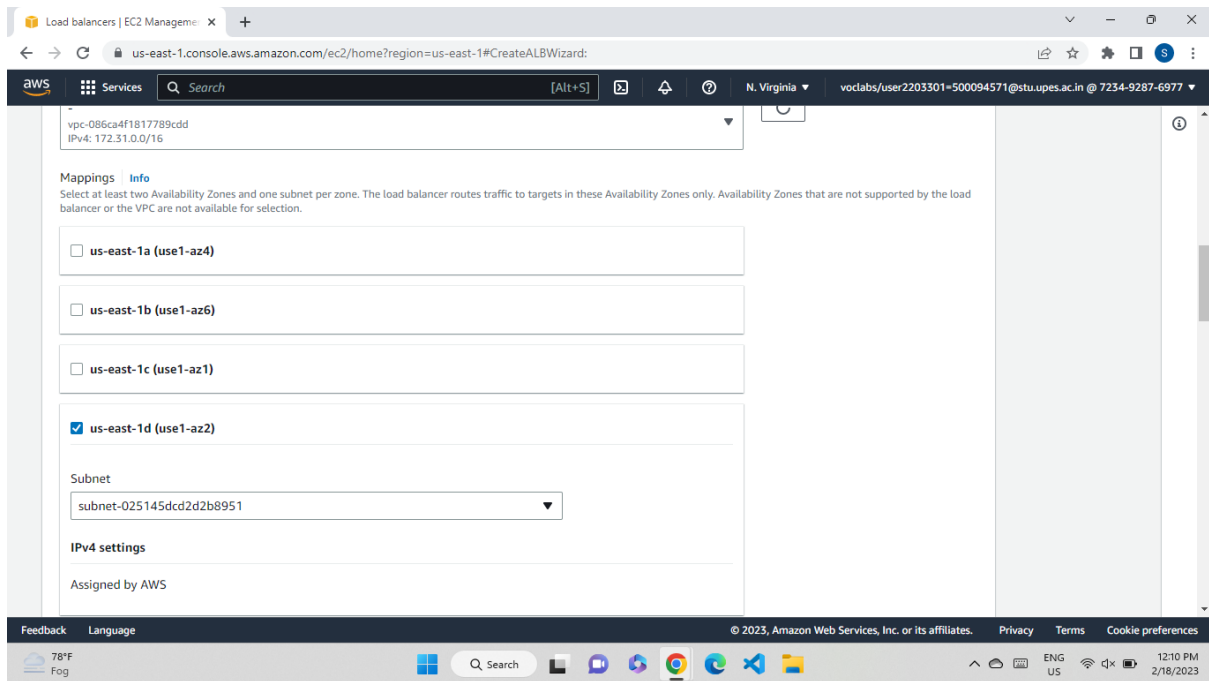 Load balancers | EC2 Manageme
us-east-1.console.aws.amazon.com/ec2/home?region=us-east-1#CreateALBWizard:
S
aws
Services
Search
[Alt+S]
N. Virginia
voclabs/user2203301=500094571@stu.upes.ac.in @ 7234-9287-6977
-
vpc-086ca4f1817789cdd
IPv4: 172.31.0.0/16
Mappings Info
Select at least two Availability Zones and one subnet per zone. The load balancer routes traffic to targets in these Availability Zones only. Availability Zones that are not supported by the load
balancer or the VPC are not available for selection.
us-east-1a (use1-az4)
us-east-1b (use1-az6)
us-east-1c (use1-az1)
us-east-1d (use1-az2)
Subnet
subnet-025145dcd2d2b8951
IPv4 settings
Assigned by AWS
Feedback Language
© 2023, Amazon Web Services, Inc. or its affiliates. Privacy Terms Cookie preferences
78°F
Fog
Search
ENG
US
12:10 PM
2/18/2023